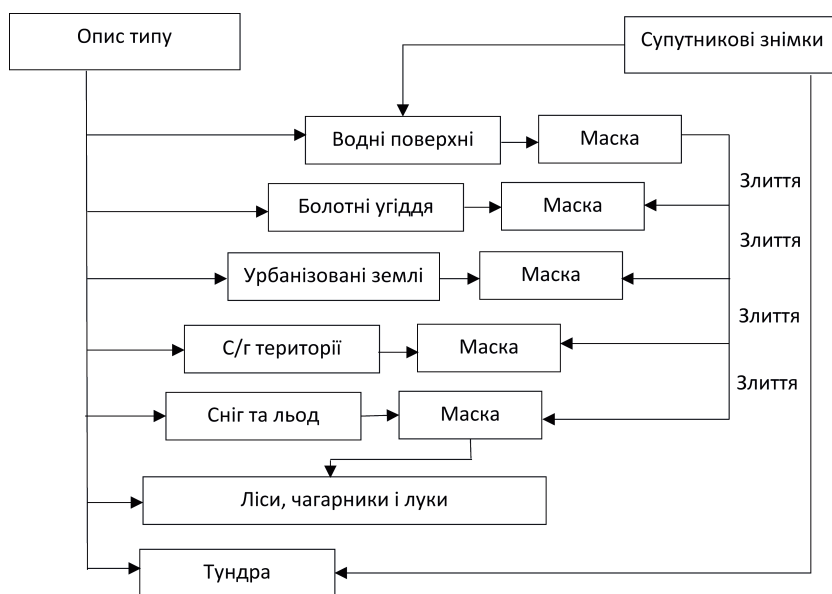 Опис типу
Супутникові знімки
Водні поверхні
Маска
Злиття
Болотні угіддя
Маска
Злиття
Урбанізовані землі
Маска
Злиття
С/г території
Маска
Злиття
Сніг та льод
Маска
Ліси, чагарники і луки
Тундра